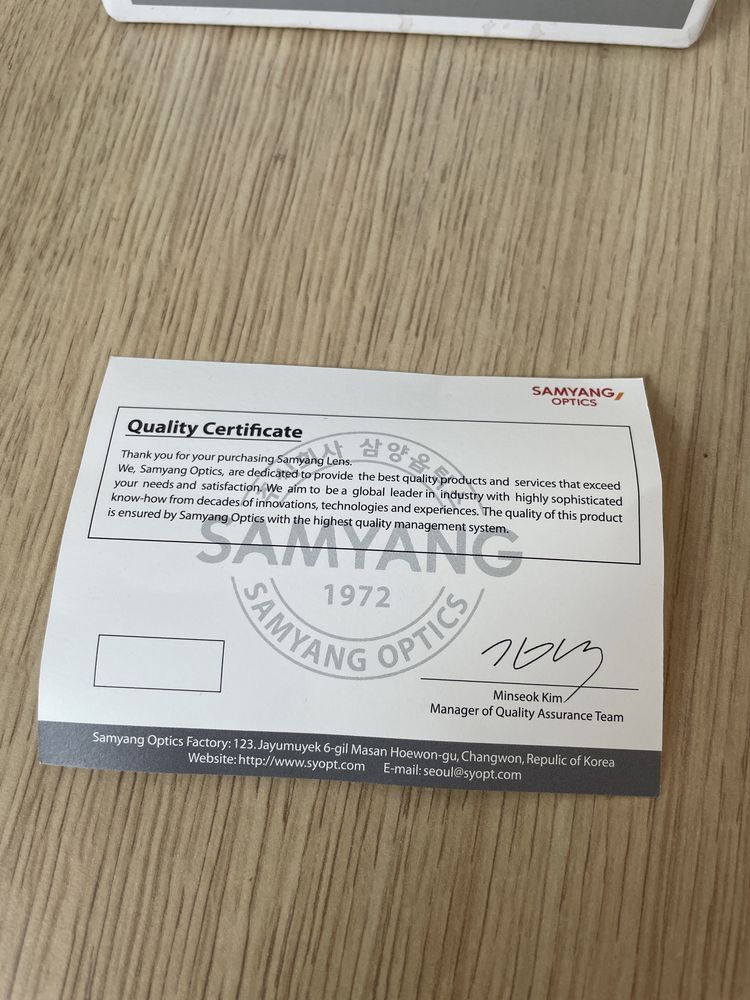 SAMYANG
OPTICS
Quality Certificate
Thank you for your purchasing Samyang Lens.
We, Samyang Optics, are dedicated to provide the best quality products and services that exceed
your needs and satisfaction. We aim to be a global leader in industry with highly sophisticated
know-how from decades of innovations, technologies and experiences. The quality of this product
is ensured by Samyang Optics with the highest quality management system.
삼양옵
SAMYANG
1972
SAMYANG OPTICS
Minseok Kim
Manager of Quality Assurance Team
Samyang Optics Factory: 123. Jayumuyek 6-gil Masan Hoewon-gu, Changwon, Repulic of Korea
Website: http://www.syopt.com E-mail: seoul@syopt.com